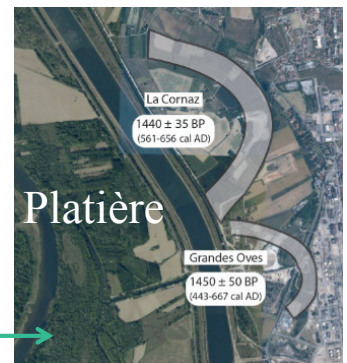 La Cornaz
1440 ± 35 BP
(561-656 cal AD)
Platière
Grandes Oves
1450 ± 50 BP
(443-667 cal AD)